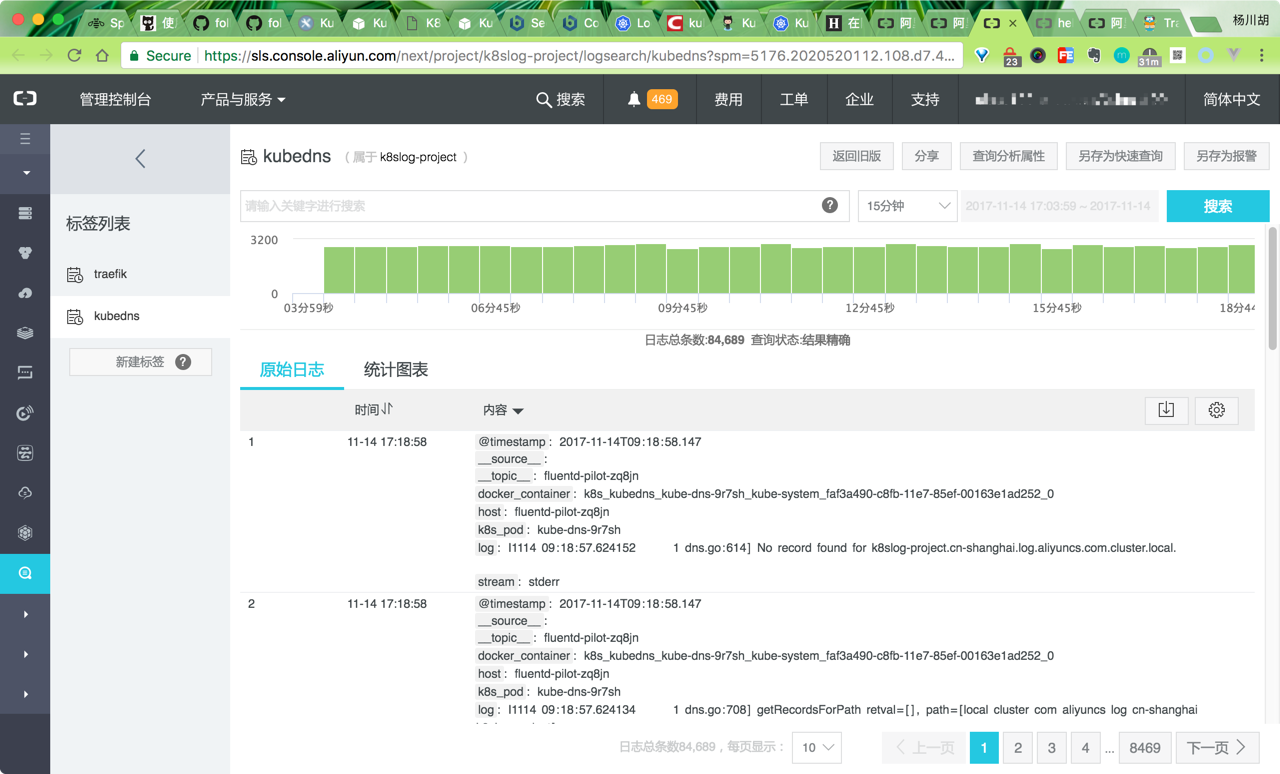 Sp 使 fol fol Ku Ku K8 Ku Se Co Lo ku Ku Ku 在 阿 阿 he 阿 Tra 杨川胡
Secure https://sls.console.aliyun.com/next/project/k8slog-project/logsearch/kubedns?spm=5176.2020520112.108.d7.4... 23 31m
管理控制台 产品与服务 搜索 469 费用 工单 企业 支持 简体中文
kubedns ( 属于 k8slog-project ) 返回旧版 分享 查询分析属性 另存为快速查询 另存为报警
请输入关键字进行搜索 ? 15分钟 2017-11-14 17:03:59 ~ 2017-11-14 搜索
标签列表
traefik
kubedns
新建标签 ?
3200
0
03分59秒 06分45秒 09分45秒 12分45秒 15分45秒 18分44
日志总条数:84,689 查询状态:结果精确
原始日志 统计图表
时间 内容
1 11-14 17:18:58 @timestamp : 2017-11-14T09:18:58.147
__source__ :
__topic__ : fluentd-pilot-zq8jn
docker_container : k8s_kubedns_kube-dns-9r7sh_kube-system_faf3a490-c8fb-11e7-85ef-00163e1ad252_0
host : fluentd-pilot-zq8jn
k8s_pod : kube-dns-9r7sh
log : I1114 09:18:57.624152 1 dns.go:614] No record found for k8slog-project.cn-shanghai.log.aliyuncs.com.cluster.local.
stream : stderr
2 11-14 17:18:58 @timestamp : 2017-11-14T09:18:58.147
__source__ :
__topic__ : fluentd-pilot-zq8jn
docker_container : k8s_kubedns_kube-dns-9r7sh_kube-system_faf3a490-c8fb-11e7-85ef-00163e1ad252_0
host : fluentd-pilot-zq8jn
k8s_pod : kube-dns-9r7sh
log : I1114 09:18:57.624134 1 dns.go:708] getRecordsForPath retval=[], path=[local cluster com aliyuncs log cn-shanghai
日志总条数84,689，每页显示： 10 上一页 1 2 3 4 ... 8469 下一页